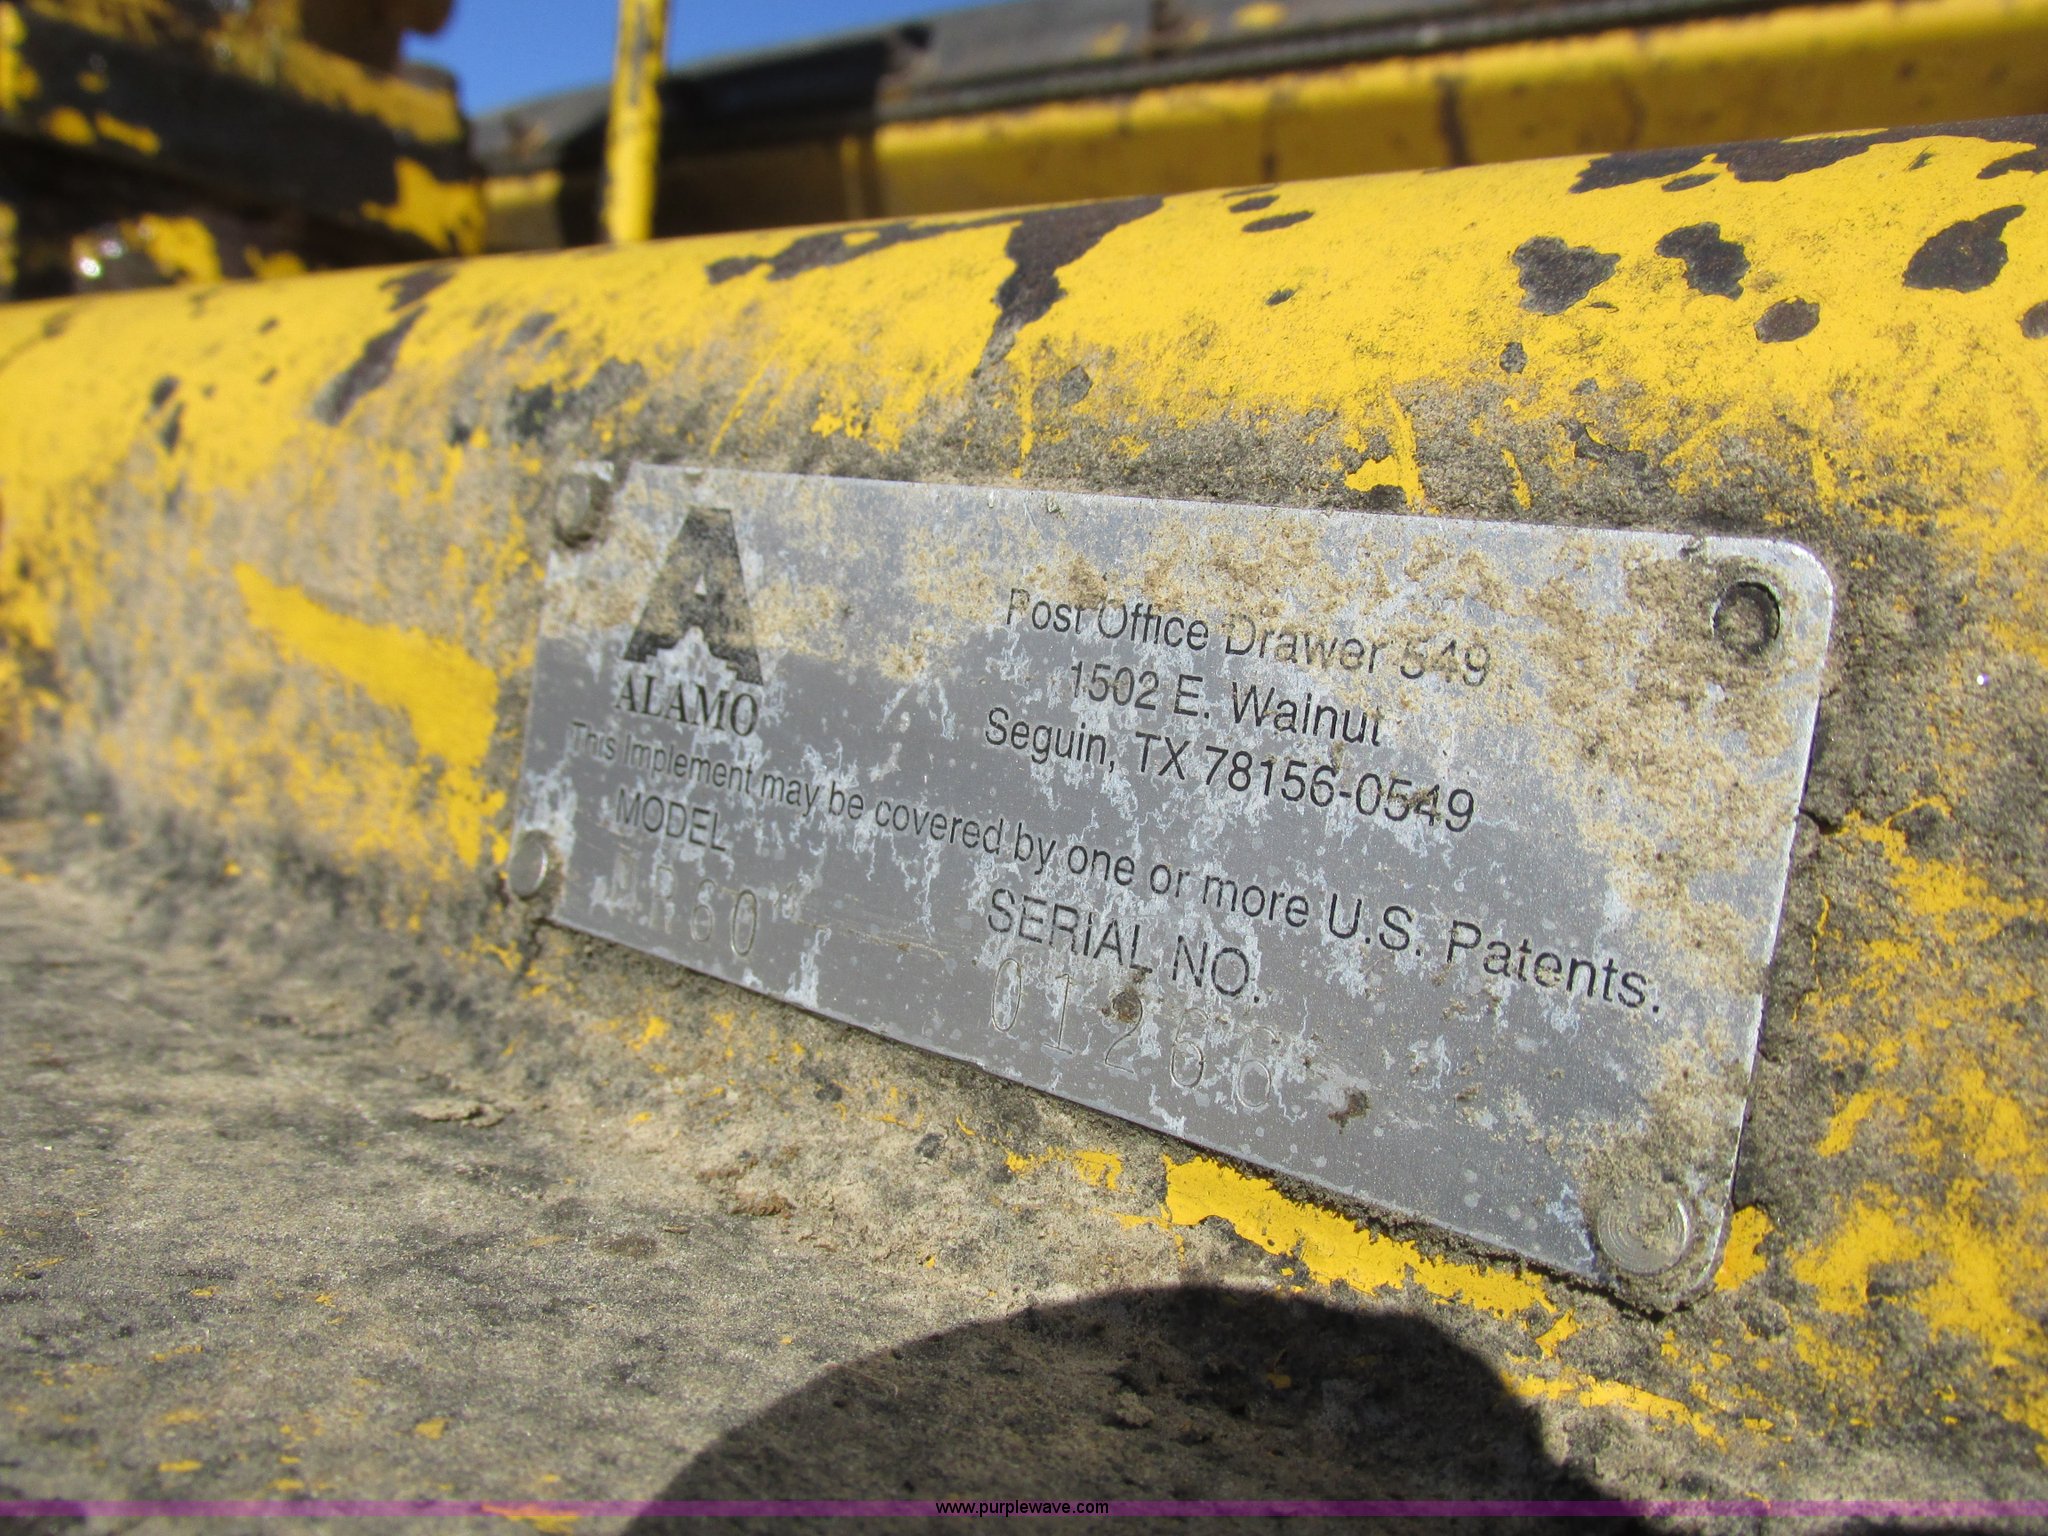 A
ALAMO
Post Office Drawer 549
1502 E. Walnut
Seguin, TX 78156-0549
This Implement may be covered by one or more U.S. Patents.
MODEL
SERIAL NO.
01266
www.purplewave.com